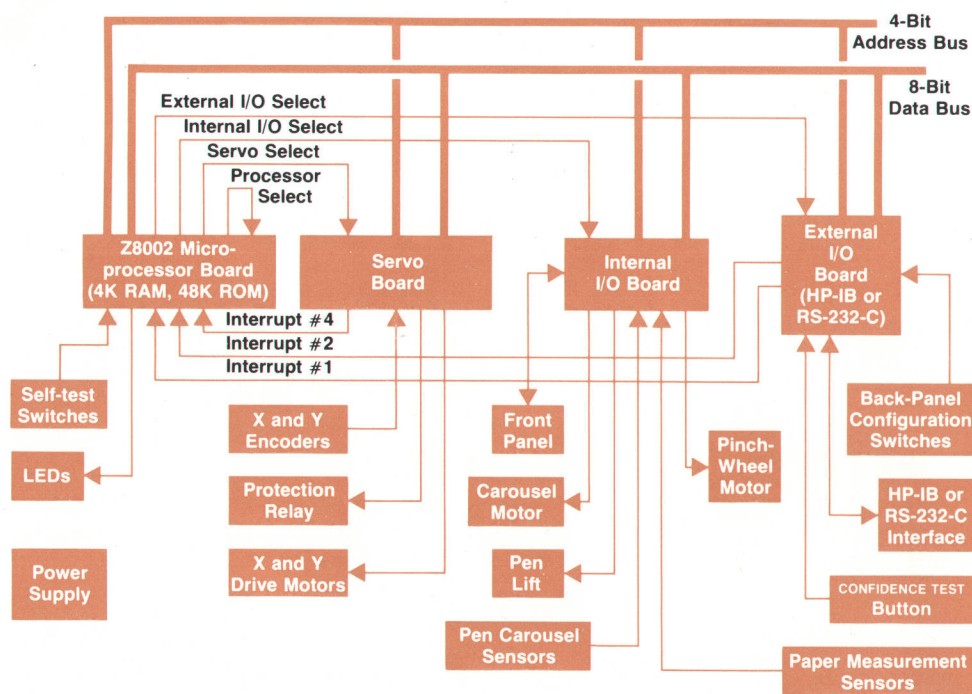 4-Bit
Address Bus
8-Bit
Data Bus
External I/O Select
Internal I/O Select
Servo Select
Processor
Select
Z8002 Micro-
processor Board
(4K RAM, 48K ROM)
Servo
Board
Internal
I/O Board
External
I/O
Board
(HP-IB or
RS-232-C)
Interrupt #4
Interrupt #2
Interrupt #1
Self-test
Switches
LEDs
Power
Supply
X and Y
Encoders
Protection
Relay
X and Y
Drive Motors
Front
Panel
Carousel
Motor
Pen
Lift
Pen Carousel
Sensors
Pinch-
Wheel
Motor
Back-Panel
Configuration
Switches
HP-IB or
RS-232-C
Interface
CONFIDENCE TEST
Button
Paper Measurement
Sensors